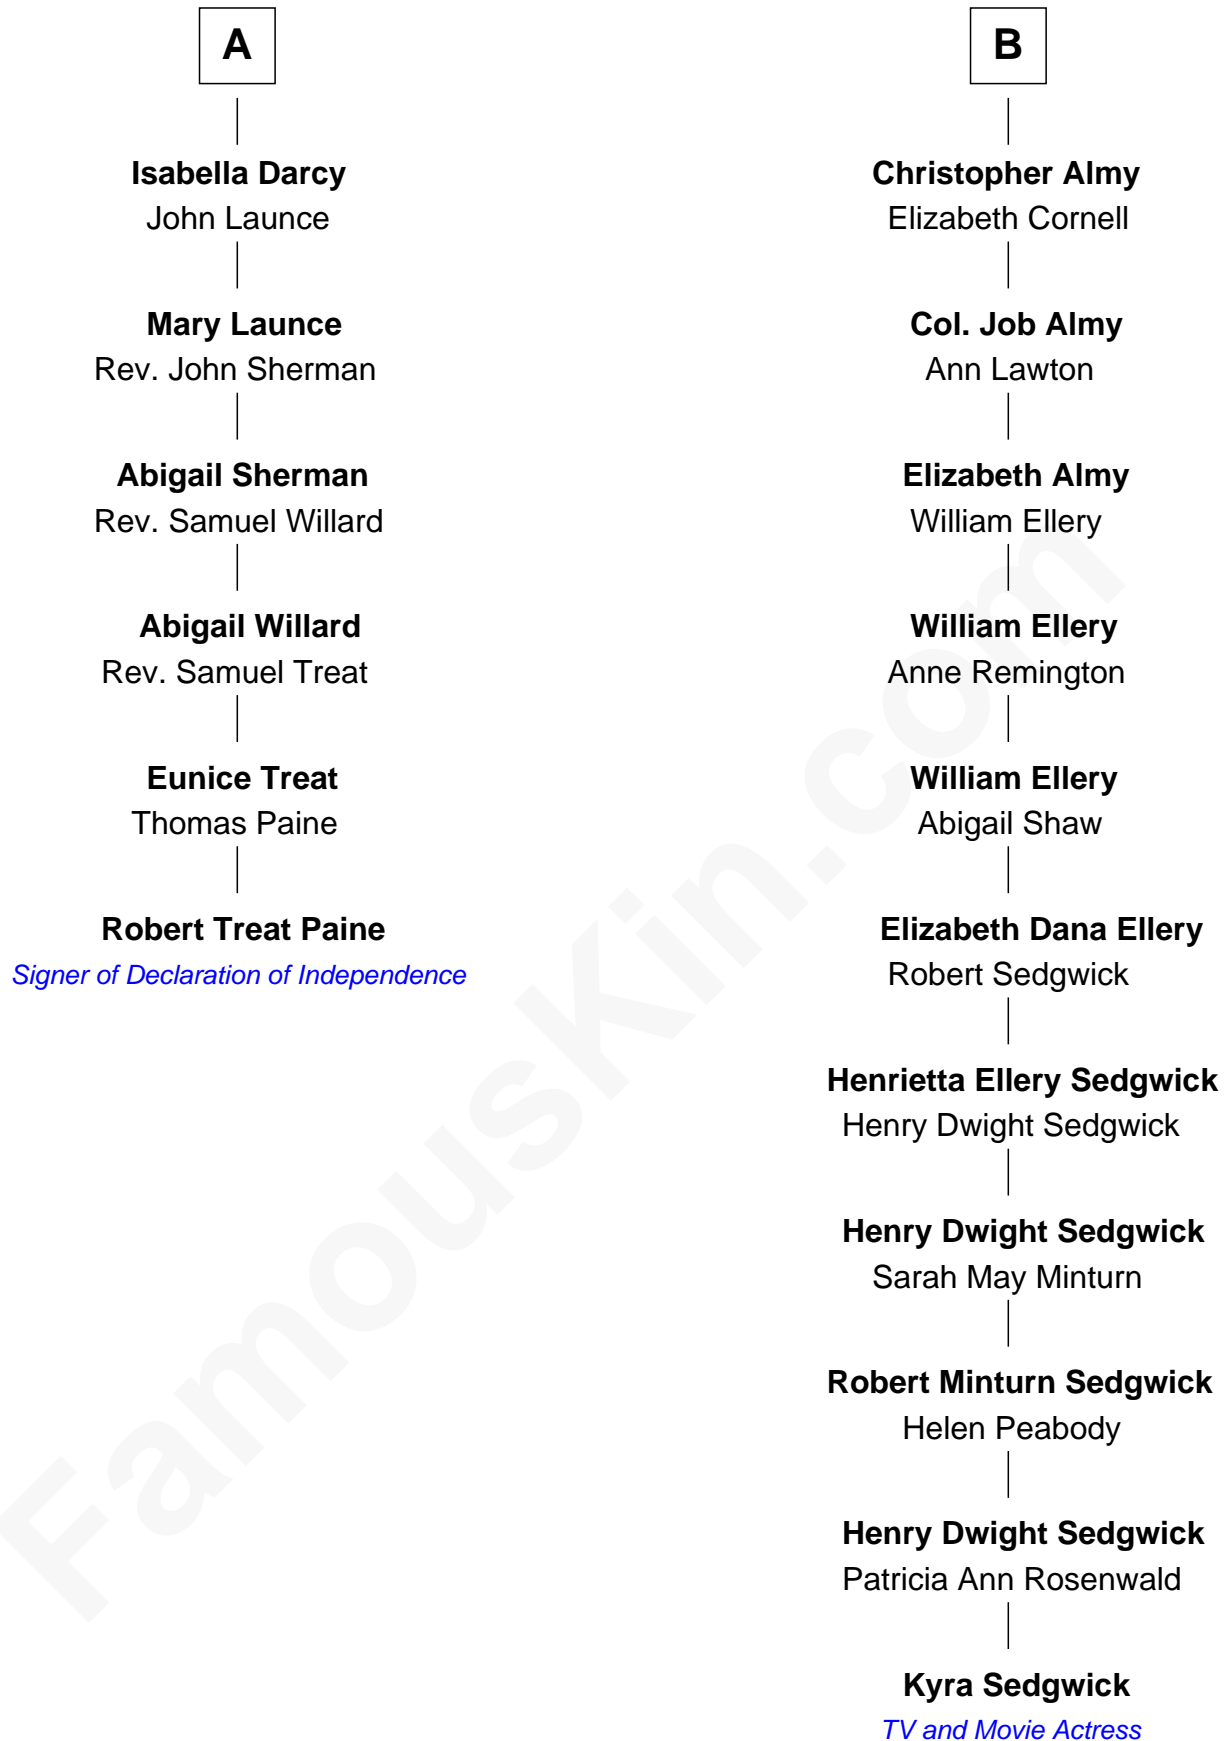 A
Isabella Darcy
John Launce
Mary Launce
Rev. John Sherman
Abigail Sherman
Rev. Samuel Willard
Abigail Willard
Rev. Samuel Treat
Eunice Treat
Thomas Paine
Robert Treat Paine
Signer of Declaration of Independence
B
Christopher Almy
Elizabeth Cornell
Col. Job Almy
Ann Lawton
Elizabeth Almy
William Ellery
William Ellery
Anne Remington
William Ellery
Abigail Shaw
Elizabeth Dana Ellery
Robert Sedgwick
Henrietta Ellery Sedgwick
Henry Dwight Sedgwick
Henry Dwight Sedgwick
Sarah May Minturn
Robert Minturn Sedgwick
Helen Peabody
Henry Dwight Sedgwick
Patricia Ann Rosenwald
Kyra Sedgwick
TV and Movie Actress
FamousKin.com